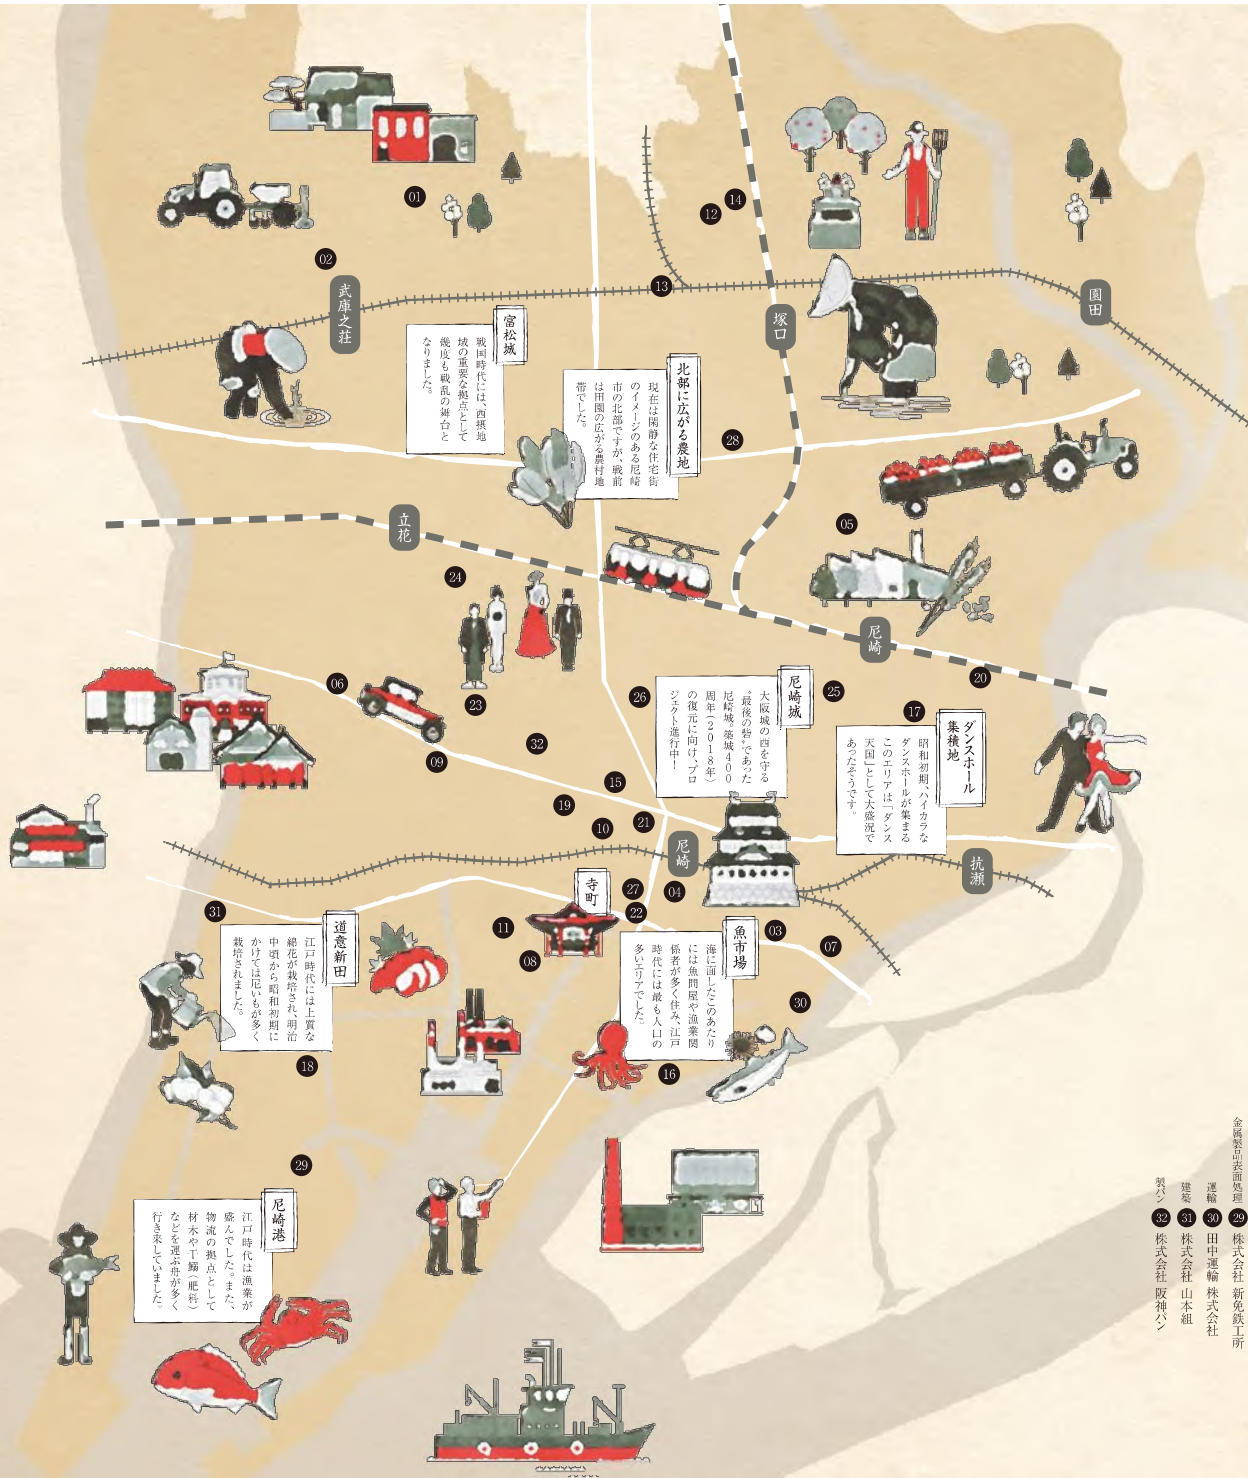 01
02
12
14
13
武庫之荘
塚口
園田
富松城
戦国時代には、西摂地
域の重要な拠点として
幾度も戦乱の舞台と
なりました。
北部に広がる農地
現在は閑静な住宅街
のイメージのある尼崎
市の北部ですが、戦前
は田園の広がる農村地
帯でした。
28
立花
05
24
尼崎
20
06
23
26
25
尼崎城
大阪城の西を守る
“最後の砦”であった
尼崎城。築城400
周年(2018年)
の復元に向け、プロ
ジェクト進行中!
17
ダンスホール
集積地
昭和初期、ハイカラな
ダンスホールが集まる
このエリアは「ダンス
天国」として大盛況で
あったそうです。
32
09
15
19
10
21
尼崎
抗瀬
04
27
22
寺町
11
08
31
道意新田
江戸時代には上質な
綿花が栽培され、明治
中頃から昭和初期に
かけては尼いもが多く
栽培されました。
魚市場
海に面したこのあたり
には魚問屋や漁業関
係者が多く住み、江戸
時代には最も人口の
多いエリアでした。
03
07
30
18
16
29
尼崎港
江戸時代は漁業が
盛んでした。また、
物流の拠点として
材木や干鰯(肥料)
などを運ぶ舟が多く
行き来していました。
金属製品表面処理 29 株式会社 新免鉄工所
運輸 30 田中運輸 株式会社
建築 31 株式会社 山本組
製パン 32 株式会社 阪神パン